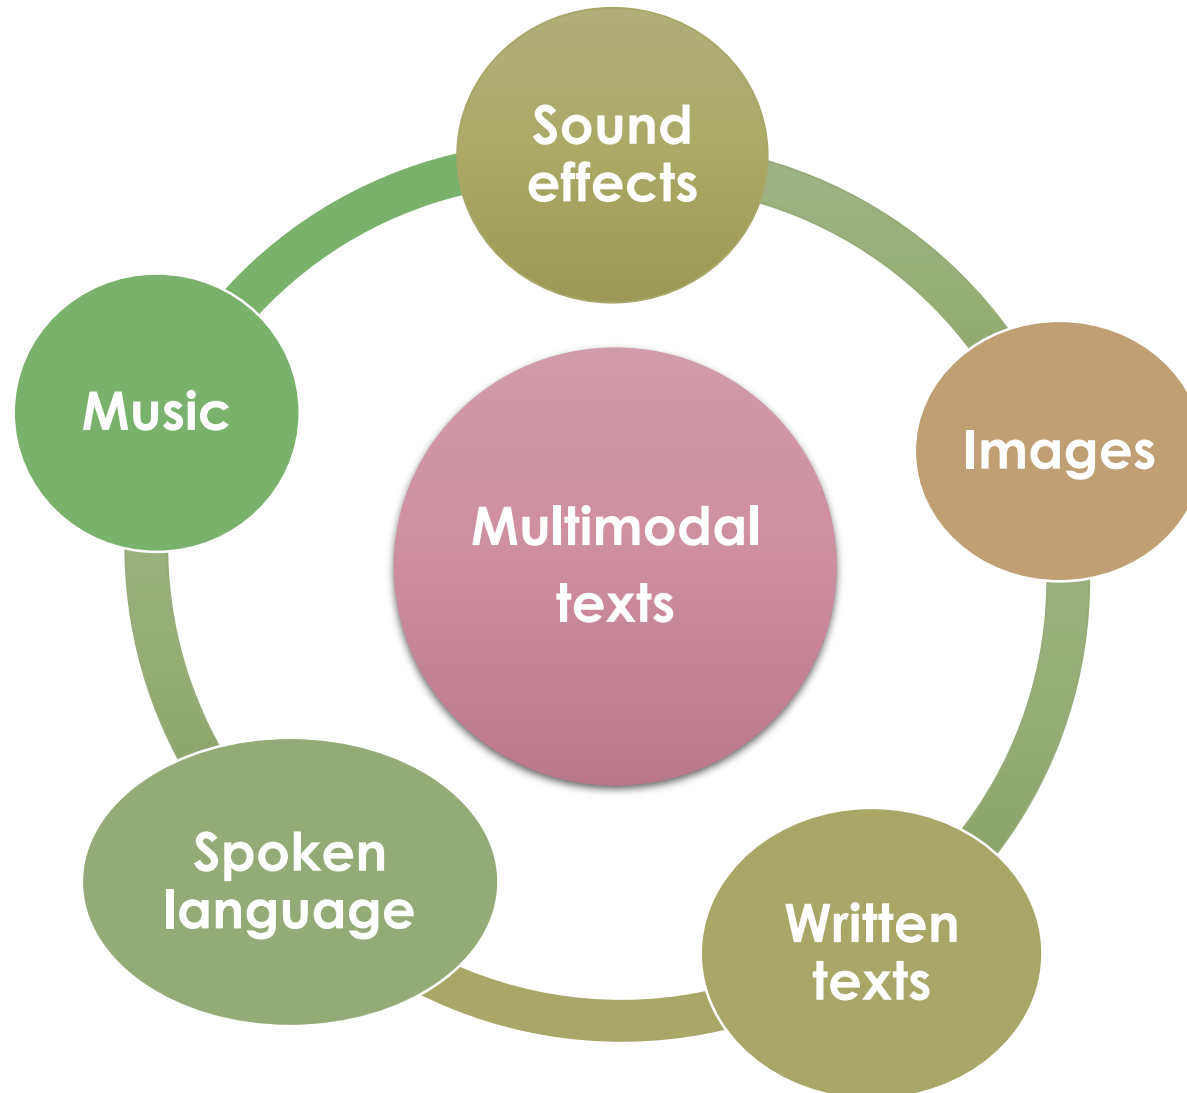 Sound
effects
Images
Written
texts
Spoken
language
Music
Multimodal
texts